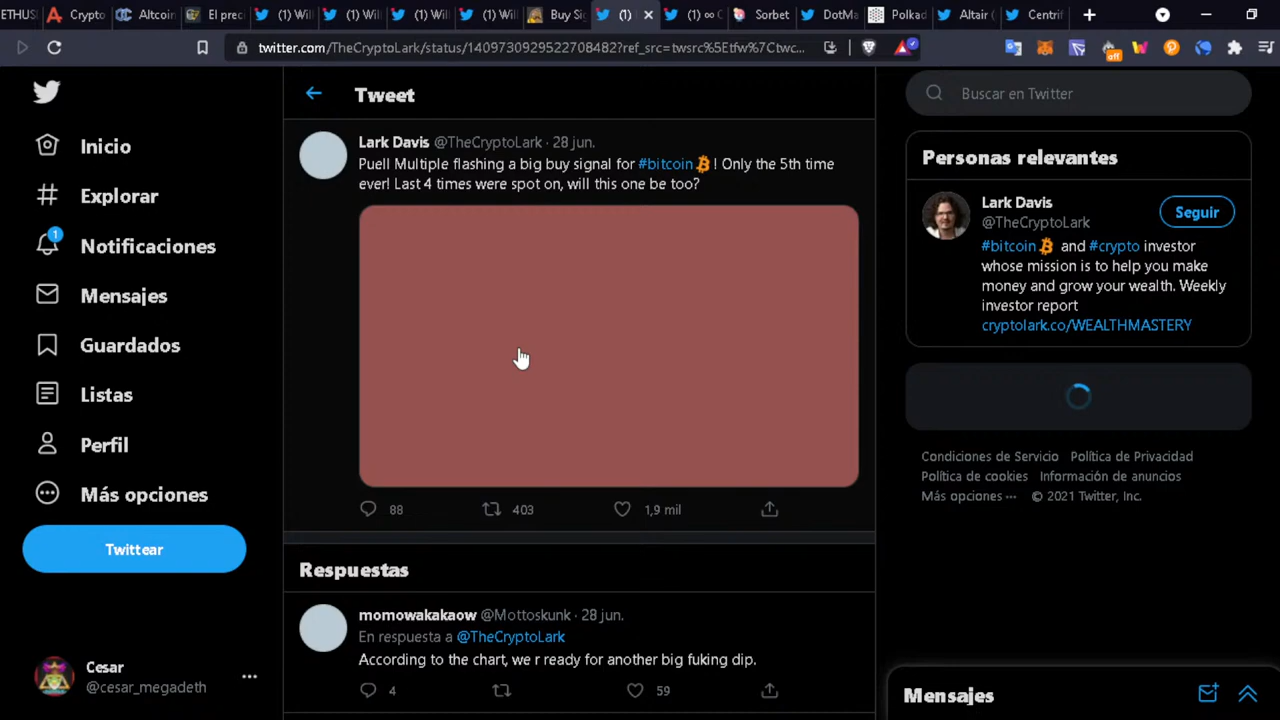 ETHUS
Crypto
Altcoin
El prec
(1) Will
(1) Will
(1) Will
(1) Will
Buy Sig
(1)
(1) ∞ C
Sorbet
DotMa
Polkad
Altair (
Centrif
twitter.com/TheCryptoLark/status/1409730929522708482?ref_src=twsrc%5Etfw%7Ctwc...
off
Tweet
Buscar en Twitter
Inicio
Explorar
1
Notificaciones
Mensajes
Guardados
Listas
Perfil
Más opciones
Twittear
Cesar
@cesar_megadeth
Lark Davis @TheCryptoLark · 28 jun.
Puell Multiple flashing a big buy signal for #bitcoin ! Only the 5th time
ever! Last 4 times were spot on, will this one be too?
88 403 1,9 mil
Respuestas
momowakakaow @Mottoskunk · 28 jun.
En respuesta a @TheCryptoLark
According to the chart, we r ready for another big fuking dip.
4 59
Personas relevantes
Lark Davis
@TheCryptoLark
Seguir
#bitcoin and #crypto investor
whose mission is to help you make
money and grow your wealth. Weekly
investor report
cryptolark.co/WEALTHMASTERY
Condiciones de Servicio Política de Privacidad
Política de cookies Información de anuncios
Más opciones ··· © 2021 Twitter, Inc.
Mensajes